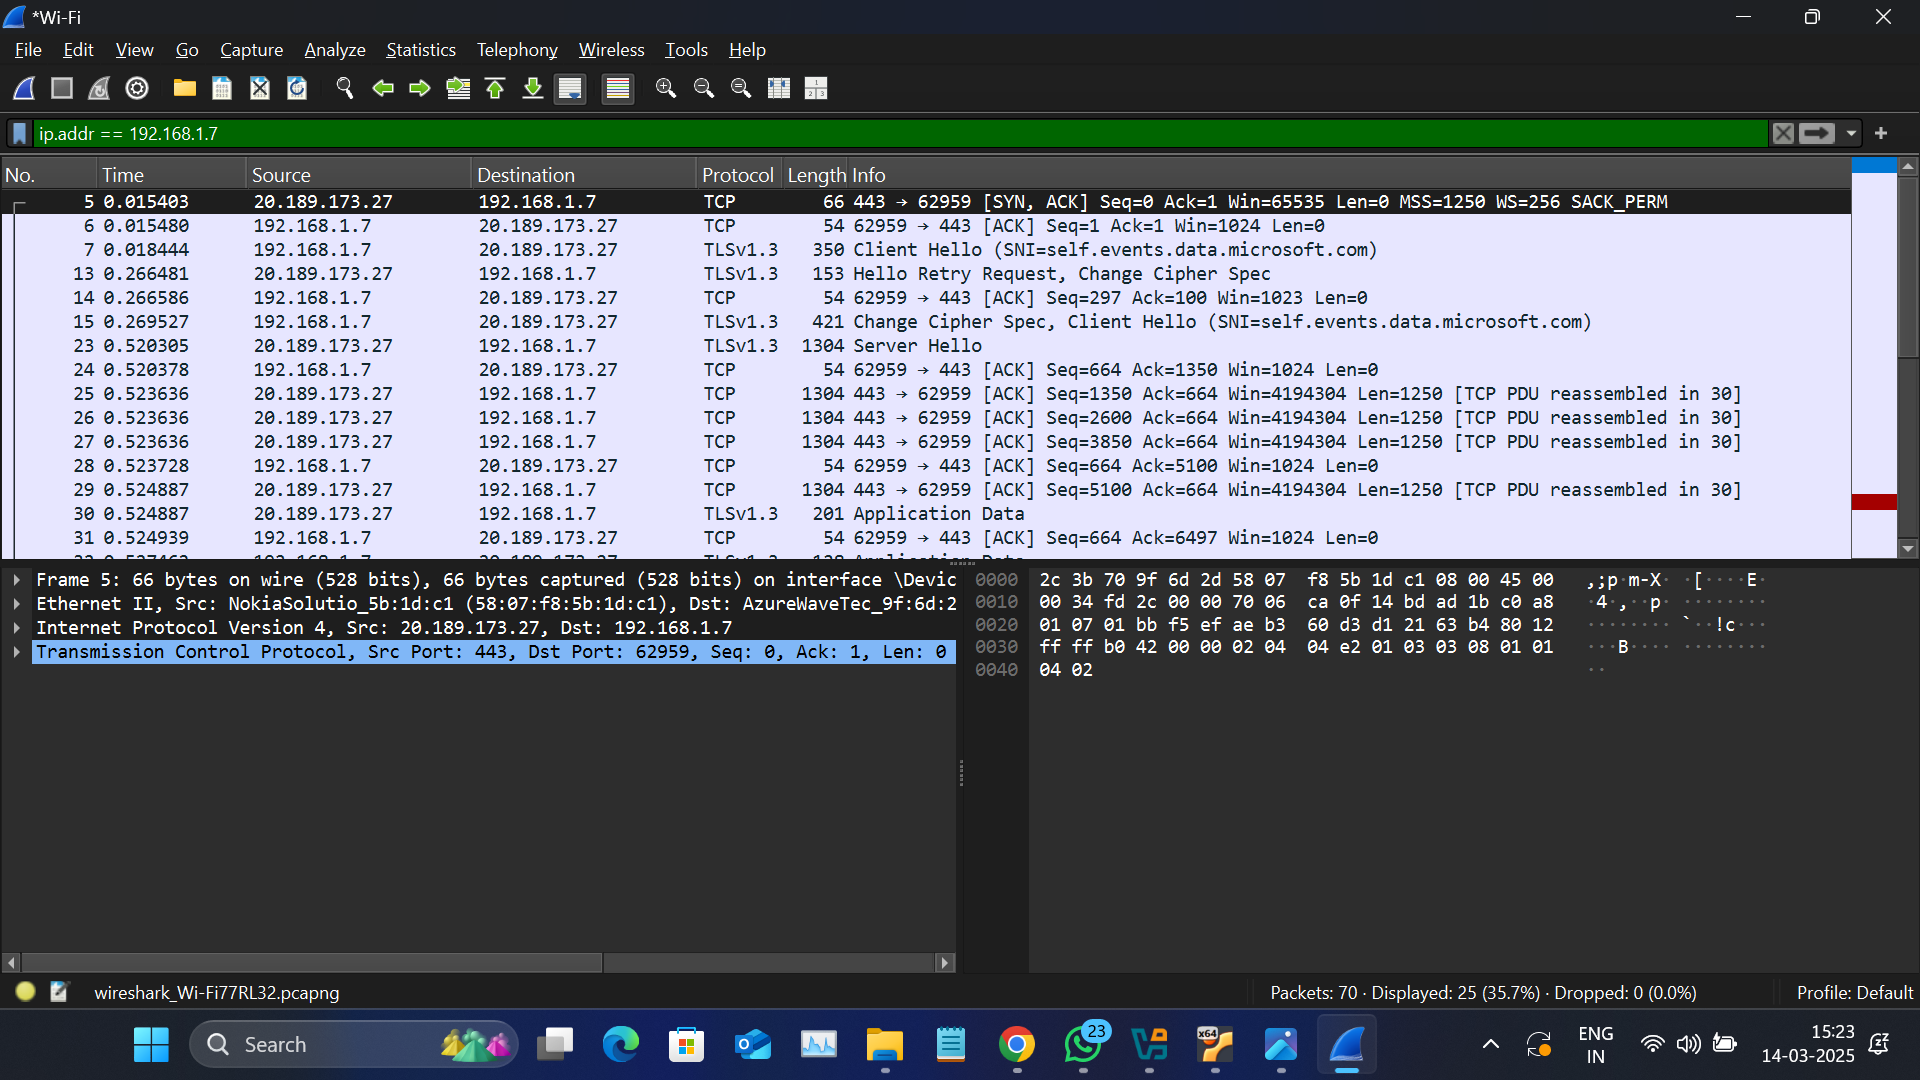 *Wi-Fi
File Edit View Go Capture Analyze Statistics Telephony Wireless Tools Help
ip.addr == 192.168.1.7
No. Time Source Destination Protocol Length Info
5 0.015403 20.189.173.27 192.168.1.7 TCP 66 443 → 62959 [SYN, ACK] Seq=0 Ack=1 Win=65535 Len=0 MSS=1250 WS=256 SACK_PERM
6 0.015480 192.168.1.7 20.189.173.27 TCP 54 62959 → 443 [ACK] Seq=1 Ack=1 Win=1024 Len=0
7 0.018444 192.168.1.7 20.189.173.27 TLSv1.3 350 Client Hello (SNI=self.events.data.microsoft.com)
13 0.266481 20.189.173.27 192.168.1.7 TLSv1.3 153 Hello Retry Request, Change Cipher Spec
14 0.266586 192.168.1.7 20.189.173.27 TCP 54 62959 → 443 [ACK] Seq=297 Ack=100 Win=1023 Len=0
15 0.269527 192.168.1.7 20.189.173.27 TLSv1.3 421 Change Cipher Spec, Client Hello (SNI=self.events.data.microsoft.com)
23 0.520305 20.189.173.27 192.168.1.7 TLSv1.3 1304 Server Hello
24 0.520378 192.168.1.7 20.189.173.27 TCP 54 62959 → 443 [ACK] Seq=664 Ack=1350 Win=1024 Len=0
25 0.523636 20.189.173.27 192.168.1.7 TCP 1304 443 → 62959 [ACK] Seq=1350 Ack=664 Win=4194304 Len=1250 [TCP PDU reassembled in 30]
26 0.523636 20.189.173.27 192.168.1.7 TCP 1304 443 → 62959 [ACK] Seq=2600 Ack=664 Win=4194304 Len=1250 [TCP PDU reassembled in 30]
27 0.523636 20.189.173.27 192.168.1.7 TCP 1304 443 → 62959 [ACK] Seq=3850 Ack=664 Win=4194304 Len=1250 [TCP PDU reassembled in 30]
28 0.523728 192.168.1.7 20.189.173.27 TCP 54 62959 → 443 [ACK] Seq=664 Ack=5100 Win=1024 Len=0
29 0.524887 20.189.173.27 192.168.1.7 TCP 1304 443 → 62959 [ACK] Seq=5100 Ack=664 Win=4194304 Len=1250 [TCP PDU reassembled in 30]
30 0.524887 20.189.173.27 192.168.1.7 TLSv1.3 201 Application Data
31 0.524939 192.168.1.7 20.189.173.27 TCP 54 62959 → 443 [ACK] Seq=664 Ack=6497 Win=1024 Len=0
Frame 5: 66 bytes on wire (528 bits), 66 bytes captured (528 bits) on interface \Devic
Ethernet II, Src: NokiaSolutio_5b:1d:c1 (58:07:f8:5b:1d:c1), Dst: AzureWaveTec_9f:6d:2
Internet Protocol Version 4, Src: 20.189.173.27, Dst: 192.168.1.7
Transmission Control Protocol, Src Port: 443, Dst Port: 62959, Seq: 0, Ack: 1, Len: 0
0000 2c 3b 70 9f 6d 2d 58 07 f8 5b 1d c1 08 00 45 00 ,;p·m-X· ·[····E·
0010 00 34 fd 2c 00 00 70 06 ca 0f 14 bd ad 1b c0 a8 ·4·,··p· ········
0020 01 07 01 bb f5 ef ae b3 60 d3 d1 21 63 b4 80 12 ········ `··!c···
0030 ff ff b0 42 00 00 02 04 04 e2 01 03 03 08 01 01 ···B···· ········
0040 04 02 ··
wireshark_Wi-Fi77RL32.pcapng
Packets: 70 · Displayed: 25 (35.7%) · Dropped: 0 (0.0%)
Profile: Default
Search
23
x64
ENG
IN
15:23
14-03-2025